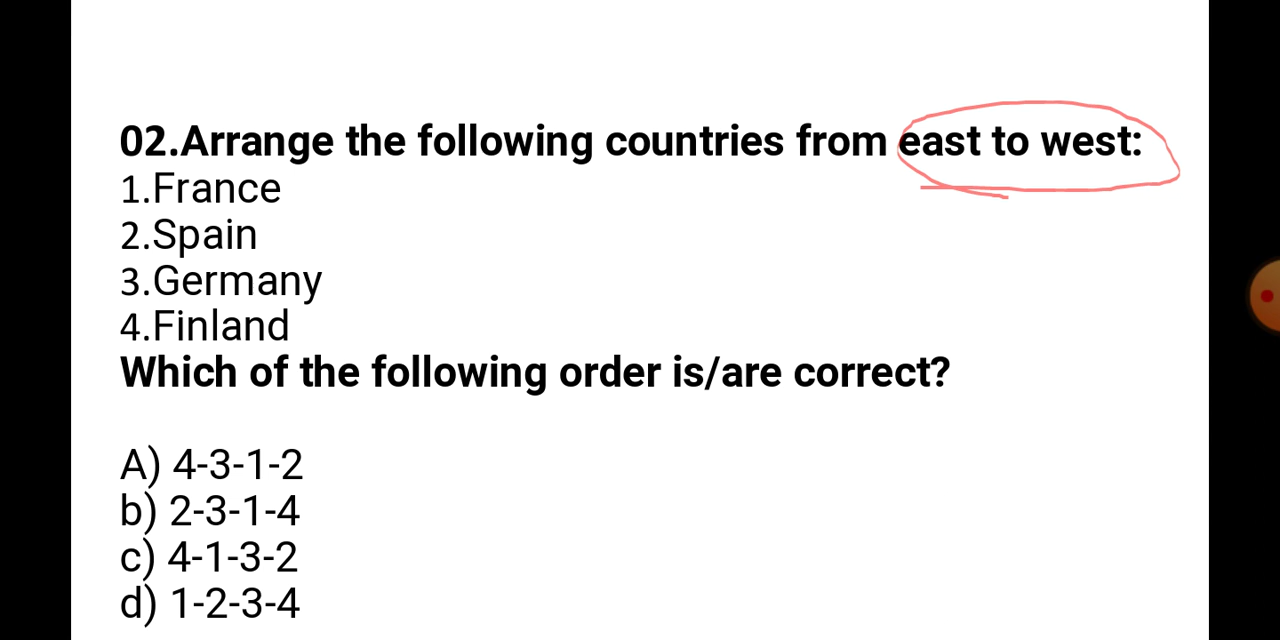 02.Arrange the following countries from east to west:
1.France
2.Spain
3.Germany
4.Finland
Which of the following order is/are correct?
A) 4-3-1-2
b) 2-3-1-4
c) 4-1-3-2
d) 1-2-3-4